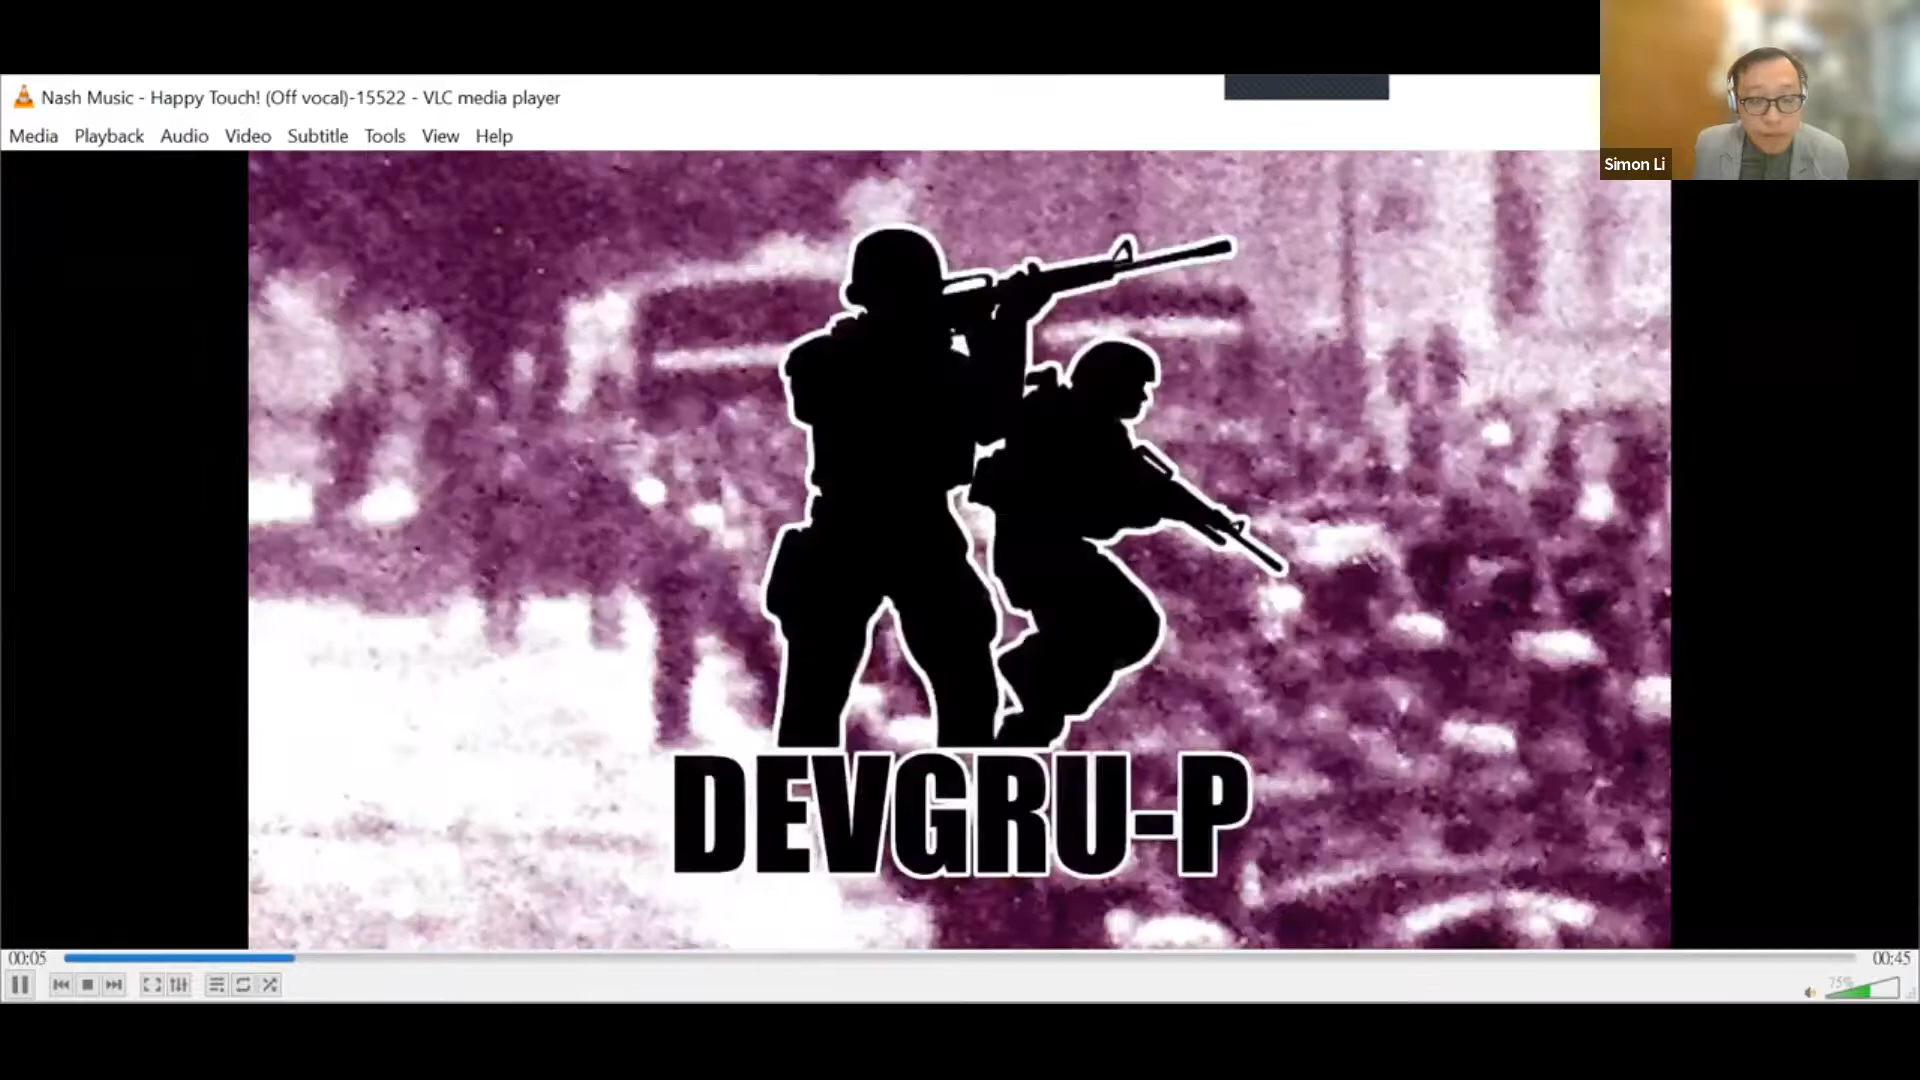 Nash Music - Happy Touch! (Off vocal)-15522 - VLC media player
Media Playback Audio Video Subtitle Tools View Help
Simon Li
DEVGRU-P
00:05
00:45
75%